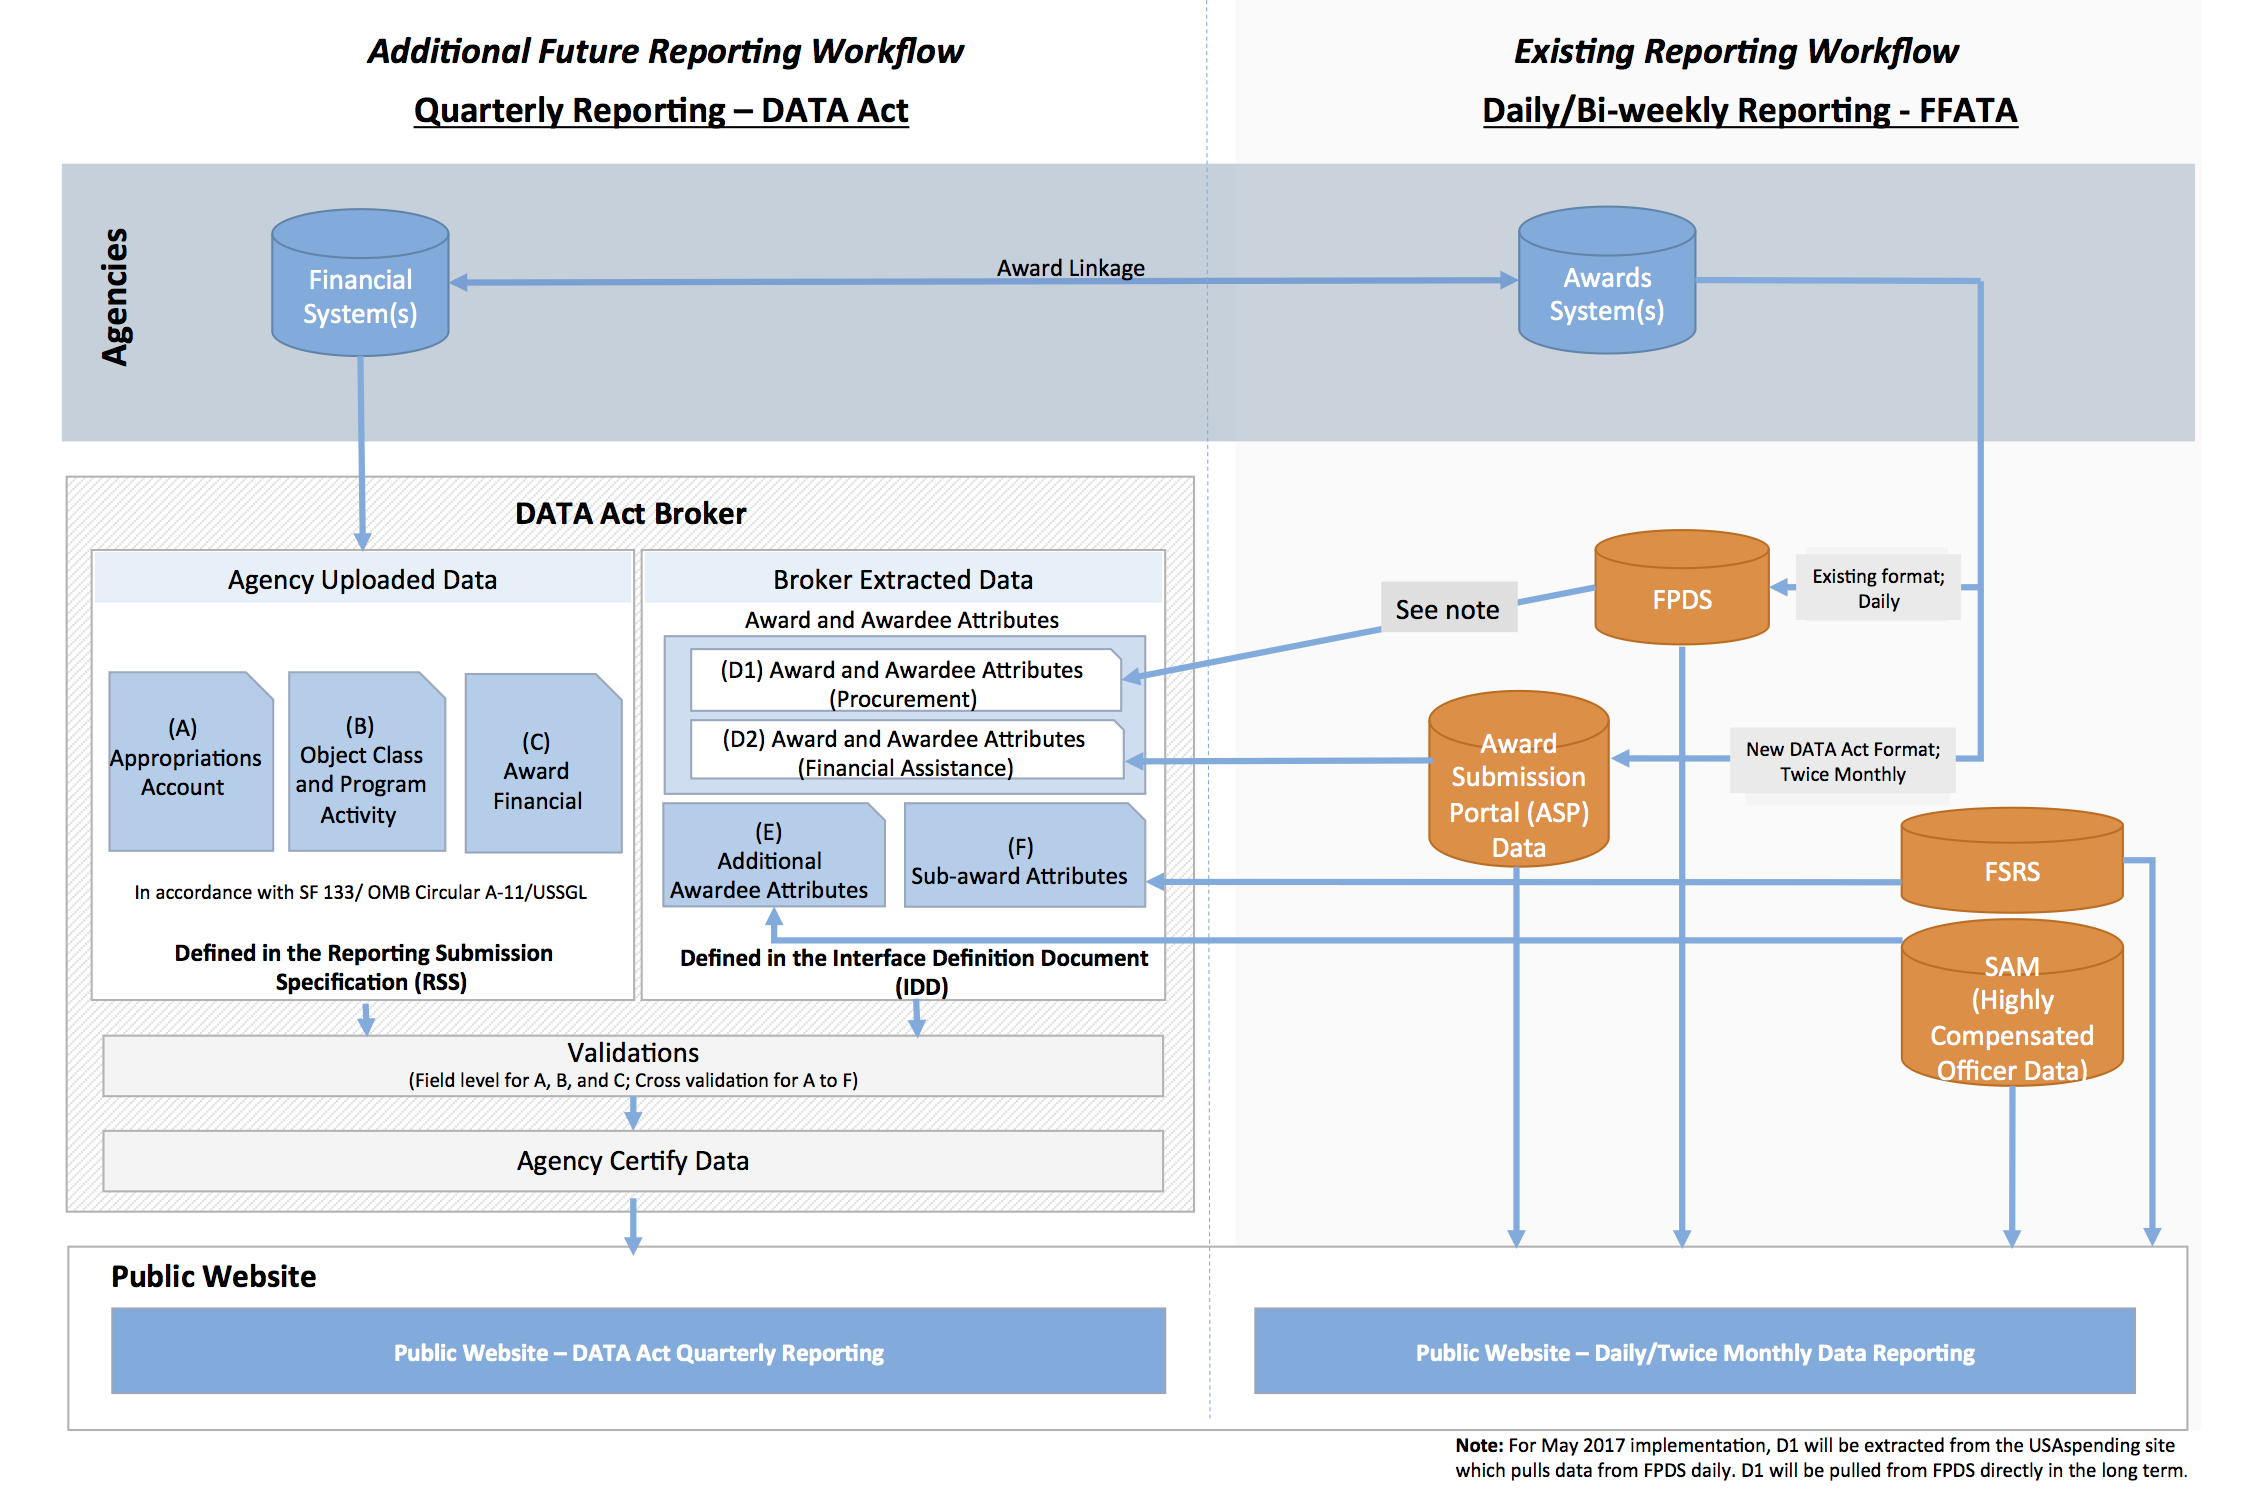 Additional Future Reporting Workflow
Quarterly Reporting – DATA Act
Existing Reporting Workflow
Daily/Bi-weekly Reporting - FFATA
Agencies
Financial
System(s)
Award Linkage
Awards
System(s)
DATA Act Broker
Agency Uploaded Data
(A)
Appropriations
Account
(B)
Object Class
and Program
Activity
(C)
Award
Financial
In accordance with SF 133/ OMB Circular A-11/USSGL
Defined in the Reporting Submission
Specification (RSS)
Broker Extracted Data
Award and Awardee Attributes
(D1) Award and Awardee Attributes
(Procurement)
(D2) Award and Awardee Attributes
(Financial Assistance)
(E)
Additional
Awardee Attributes
(F)
Sub-award Attributes
Defined in the Interface Definition Document
(IDD)
Validations
(Field level for A, B, and C; Cross validation for A to F)
Agency Certify Data
See note
FPDS
Existing format;
Daily
Award
Submission
Portal (ASP)
Data
New DATA Act Format;
Twice Monthly
FSRS
SAM
(Highly
Compensated
Officer Data)
Public Website
Public Website – DATA Act Quarterly Reporting
Public Website – Daily/Twice Monthly Data Reporting
Note: For May 2017 implementation, D1 will be extracted from the USAspending site
which pulls data from FPDS daily. D1 will be pulled from FPDS directly in the long term.